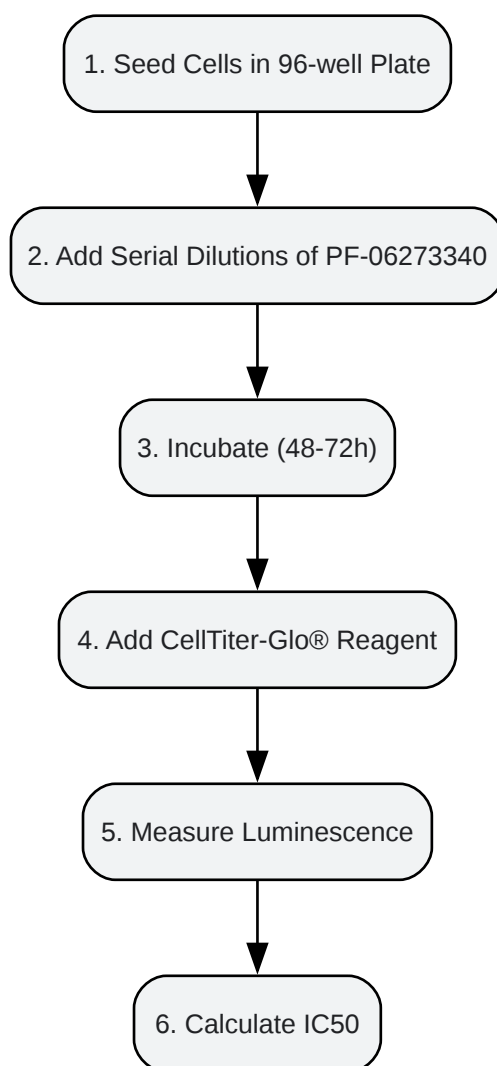 1. Seed Cells in 96-well Plate
2. Add Serial Dilutions of PF-06273340
3. Incubate (48-72h)
4. Add CellTiter-Glo® Reagent
5. Measure Luminescence
6. Calculate IC50